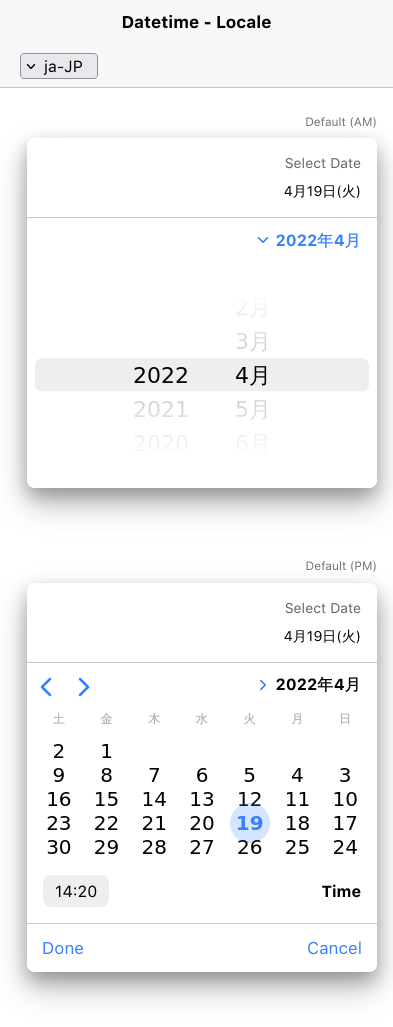 Datetime - Locale
ja-JP
Default (AM)
Select Date
4月19日(火)
2022年4月
2月
3月
2022 4月
2021 5月
2020 6月
Default (PM)
Select Date
4月19日(火)
2022年4月
土 金 木 水 火 月 日
2 1
9 8 7 6 5 4 3
16 15 14 13 12 11 10
23 22 21 20 19 18 17
30 29 28 27 26 25 24
14:20 Time
Done Cancel